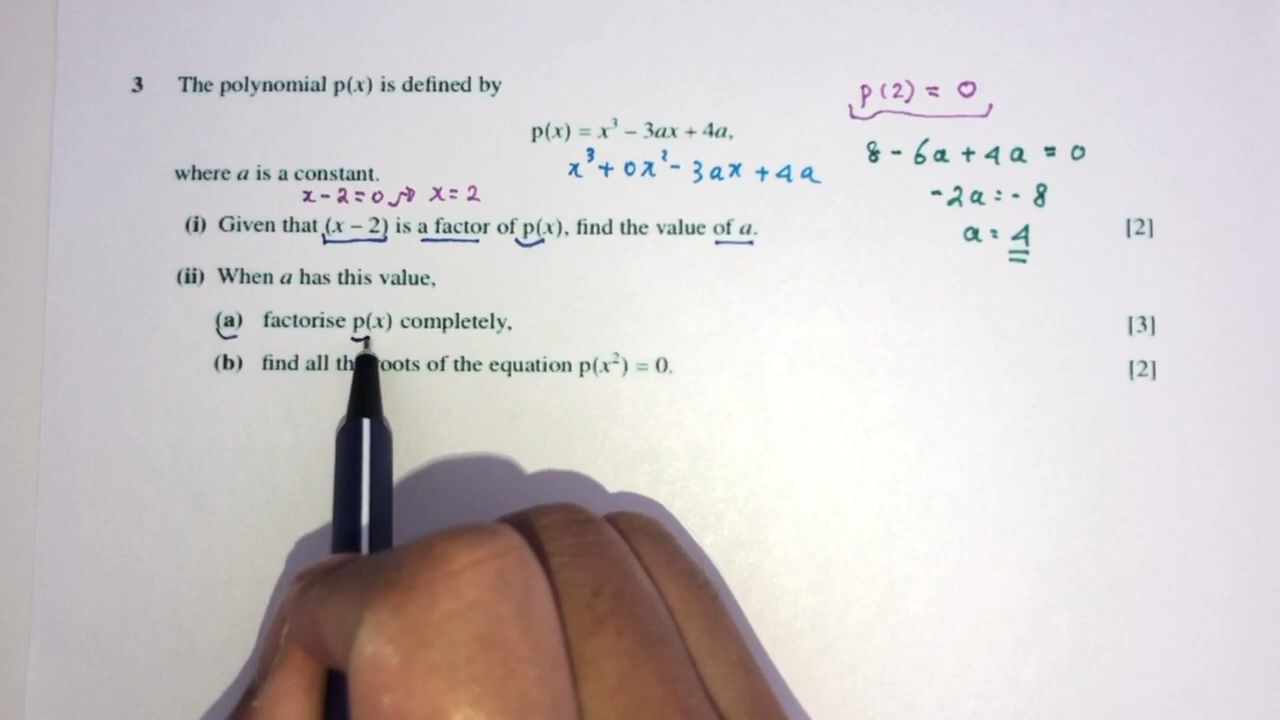 3 The polynomial p(x) is defined by
p(x) = x³ – 3ax + 4a,
x³ + 0x² - 3ax + 4a
where a is a constant.
x - 2 = 0 ⇒ x = 2
(i) Given that (x – 2) is a factor of p(x), find the value of a. [2]
p(2) = 0
8 - 6a + 4a = 0
-2a = -8
a = 4
(ii) When a has this value,
(a) factorise p(x) completely, [3]
(b) find all roots of the equation p(x²) = 0. [2]